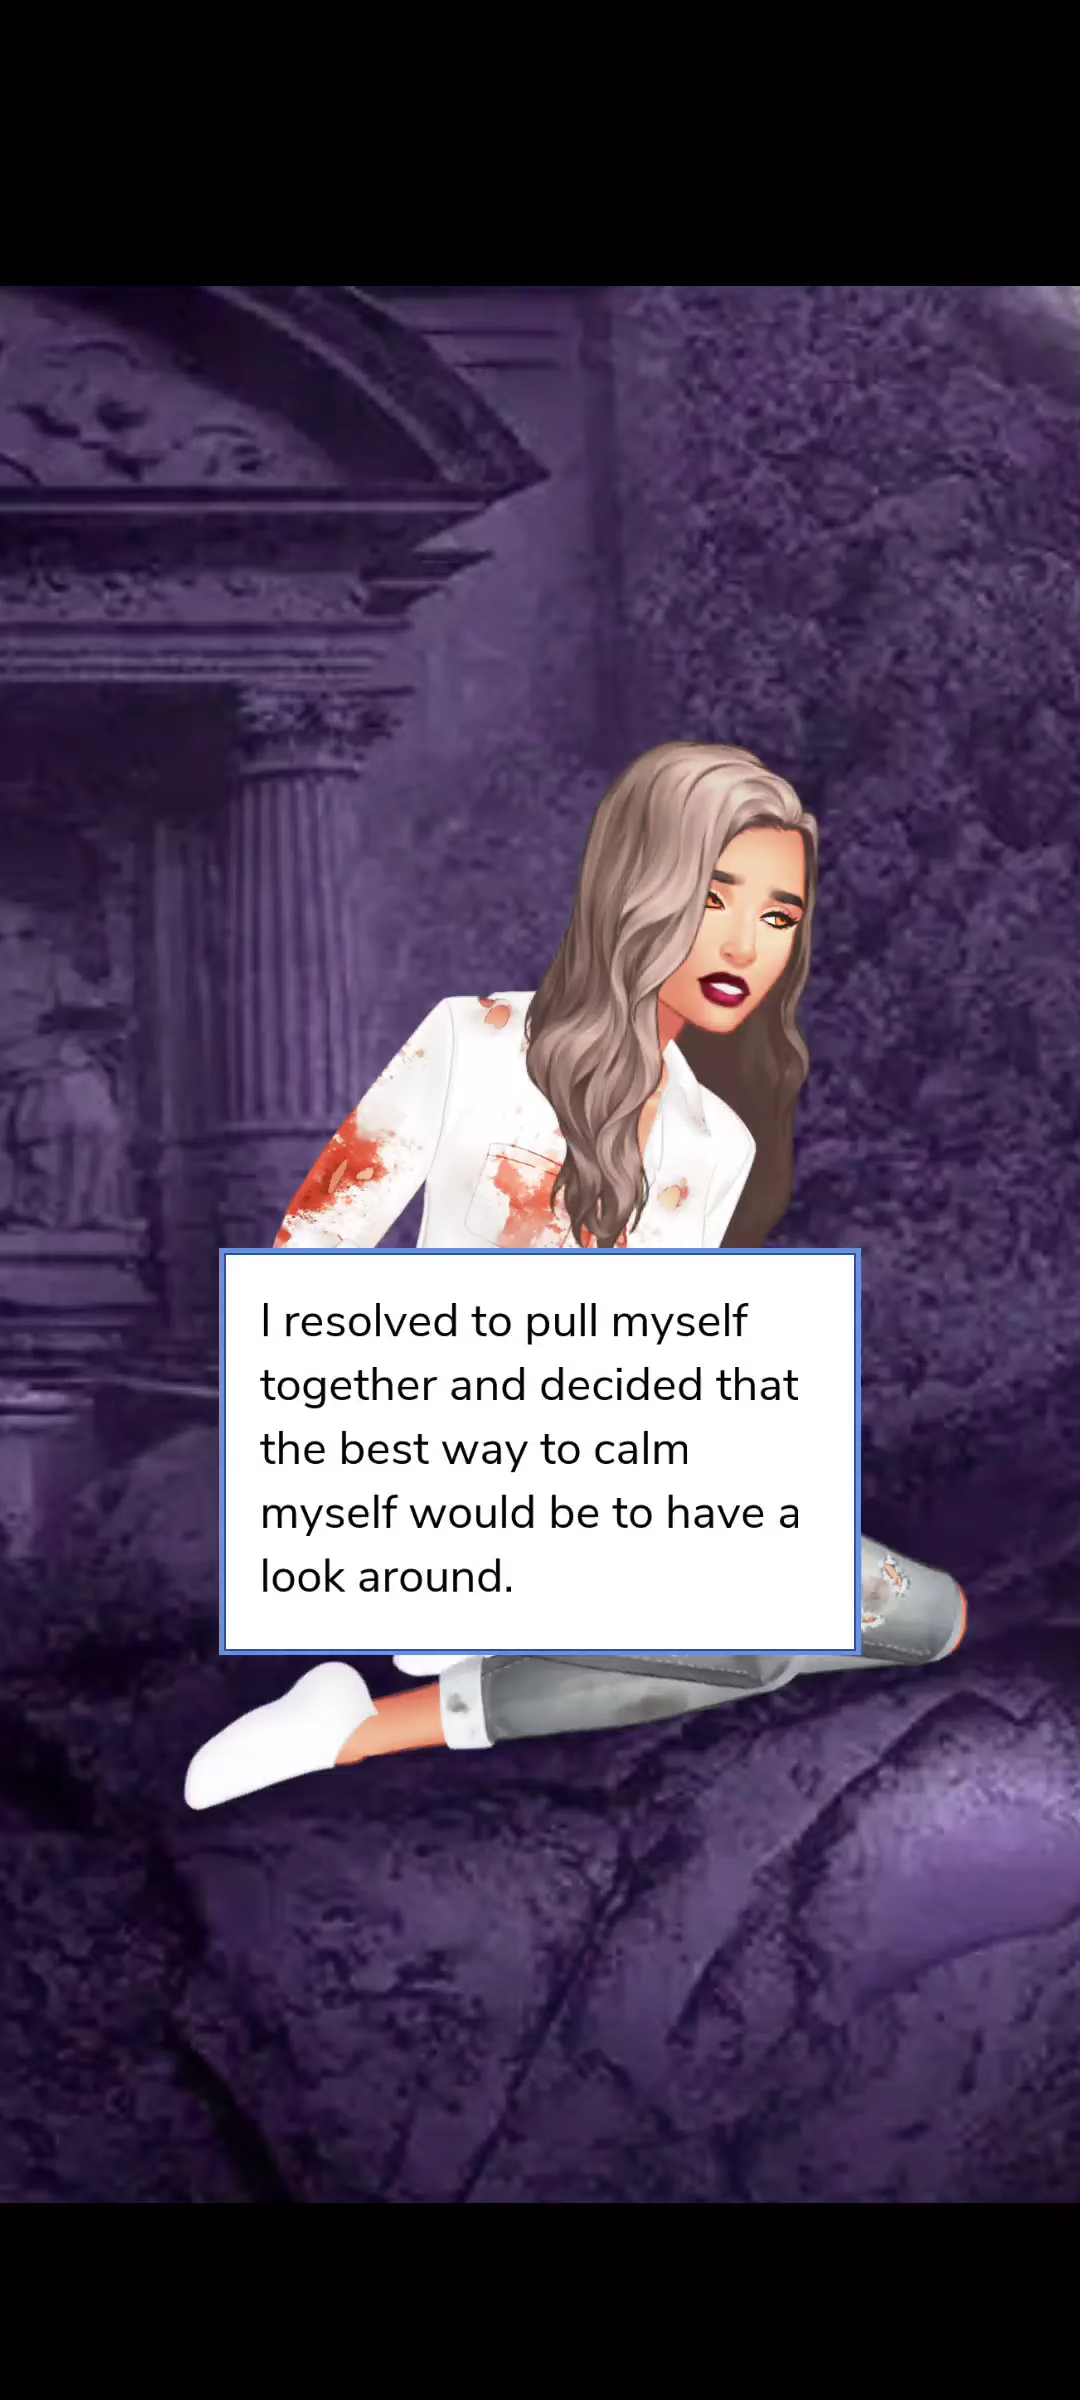 I resolved to pull myself
together and decided that
the best way to calm
myself would be to have a
look around.